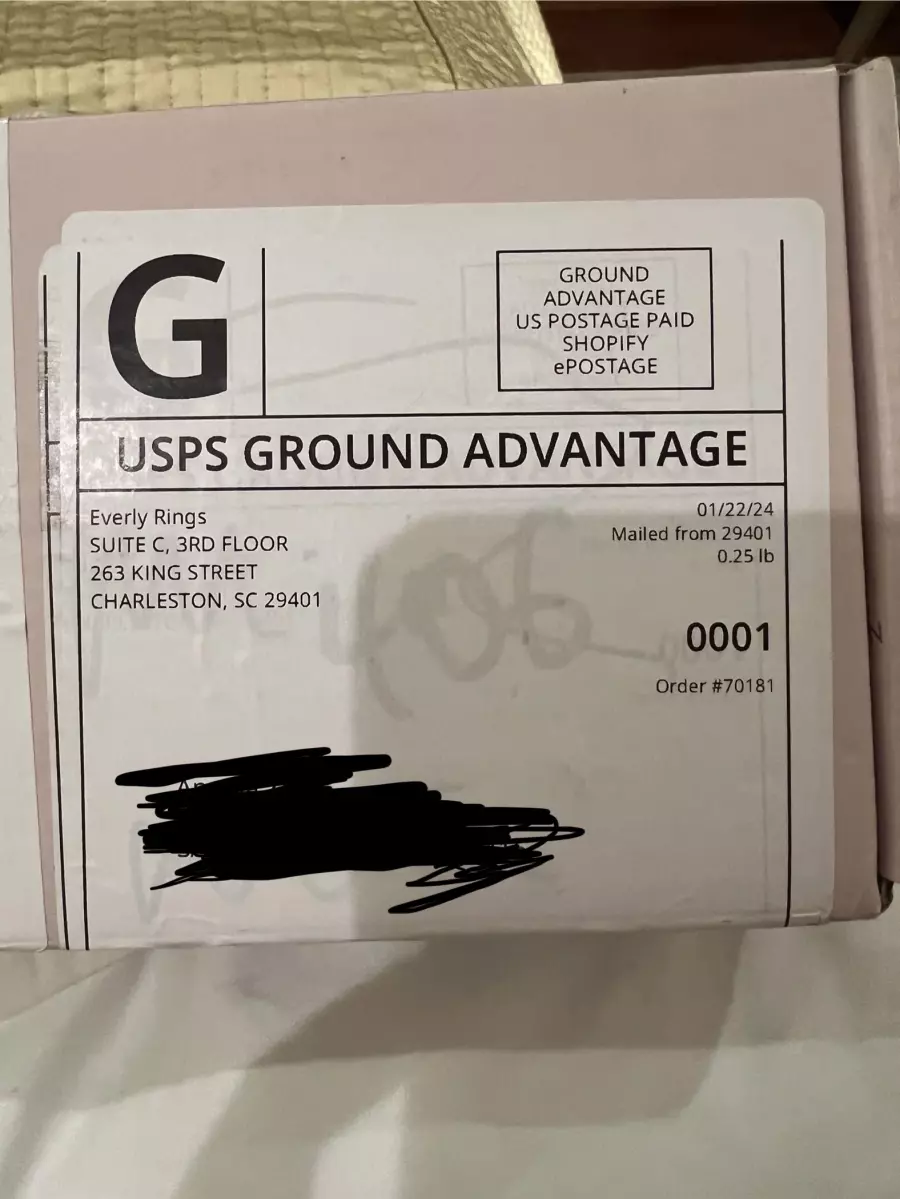 G
GROUND
ADVANTAGE
US POSTAGE PAID
SHOPIFY
ePOSTAGE
USPS GROUND ADVANTAGE
Everly Rings
SUITE C, 3RD FLOOR
263 KING STREET
CHARLESTON, SC 29401
01/22/24
Mailed from 29401
0.25 lb
0001
Order #70181